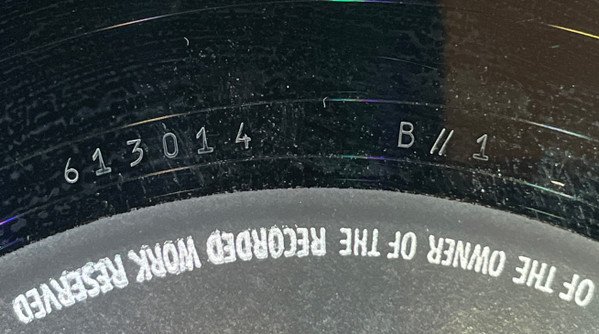 613014 B//1
OF THE OWNER OF THE RECORDED WORK RESERVED